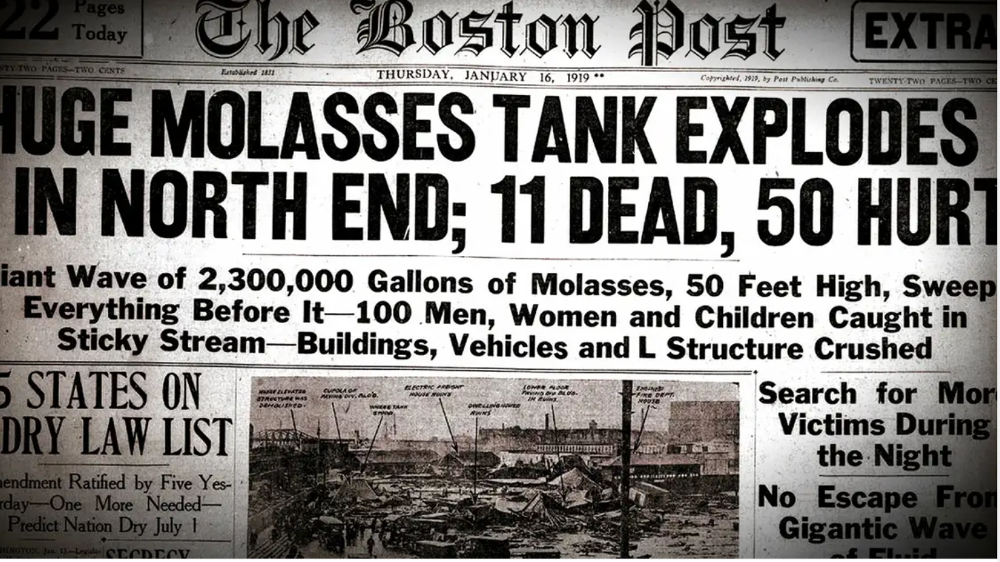 22
Pages
Today
The Boston Post
EXTRA
NTY-TWO PAGES—TWO CENTS
Established 1831
THURSDAY, JANUARY 16, 1919 **
Copyrighted, 1919, by Post Publishing Co.
TWENTY-TWO PAGES—TWO CE
HUGE MOLASSES TANK EXPLODES
IN NORTH END; 11 DEAD, 50 HURT
iant Wave of 2,300,000 Gallons of Molasses, 50 Feet High, Sweep
Everything Before It—100 Men, Women and Children Caught in
Sticky Stream—Buildings, Vehicles and L Structure Crushed
5 STATES ON
DRY LAW LIST
mendment Ratified by Five Yes-
rday—One More Needed—
Predict Nation Dry July 1
HINGTON, Jan. 15.—Legisla-
SECRECY
WHERE ELEVATED
STRUCTURE WAS
DEMOLISHED.
CUPOLA OF
PAVING DIV. BLD'G.
WHERE TANK
STOOD
ELECTRIC FREIGHT
HOUSE RUINS
DWELLINGHOUSE
RUINS
LOWER FLOOR
PAVING DIV. BLD'G.
IN RUINS.
FIRE DEPT.
HOUSE
Search for More
Victims During
the Night
No Escape From
Gigantic Wave
of Fluid